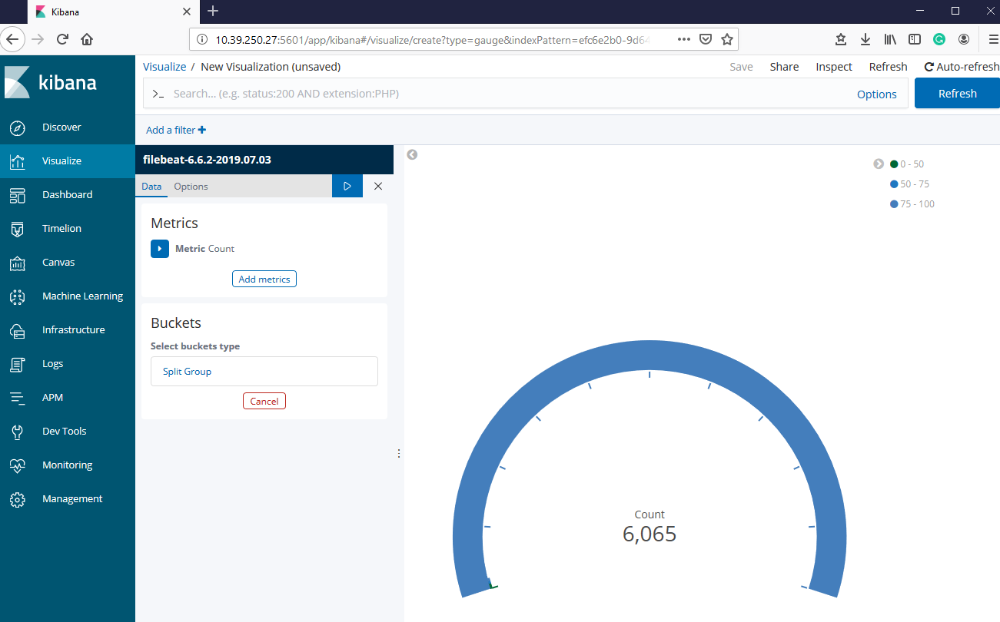 Kibana
10.39.250.27:5601/app/kibana#/visualize/create?type=gauge&indexPattern=efc6e2b0-9d64
kibana
Discover
Visualize
Dashboard
Timelion
Canvas
Machine Learning
Infrastructure
Logs
APM
Dev Tools
Monitoring
Management
Visualize / New Visualization (unsaved)
Save Share Inspect Refresh Auto-refresh
>_ Search... (e.g. status:200 AND extension:PHP) Options Refresh
Add a filter +
filebeat-6.6.2-2019.07.03
Data Options
Metrics
Metric Count
Add metrics
Buckets
Select buckets type
Split Group
Cancel
0 - 50
50 - 75
75 - 100
Count
6,065